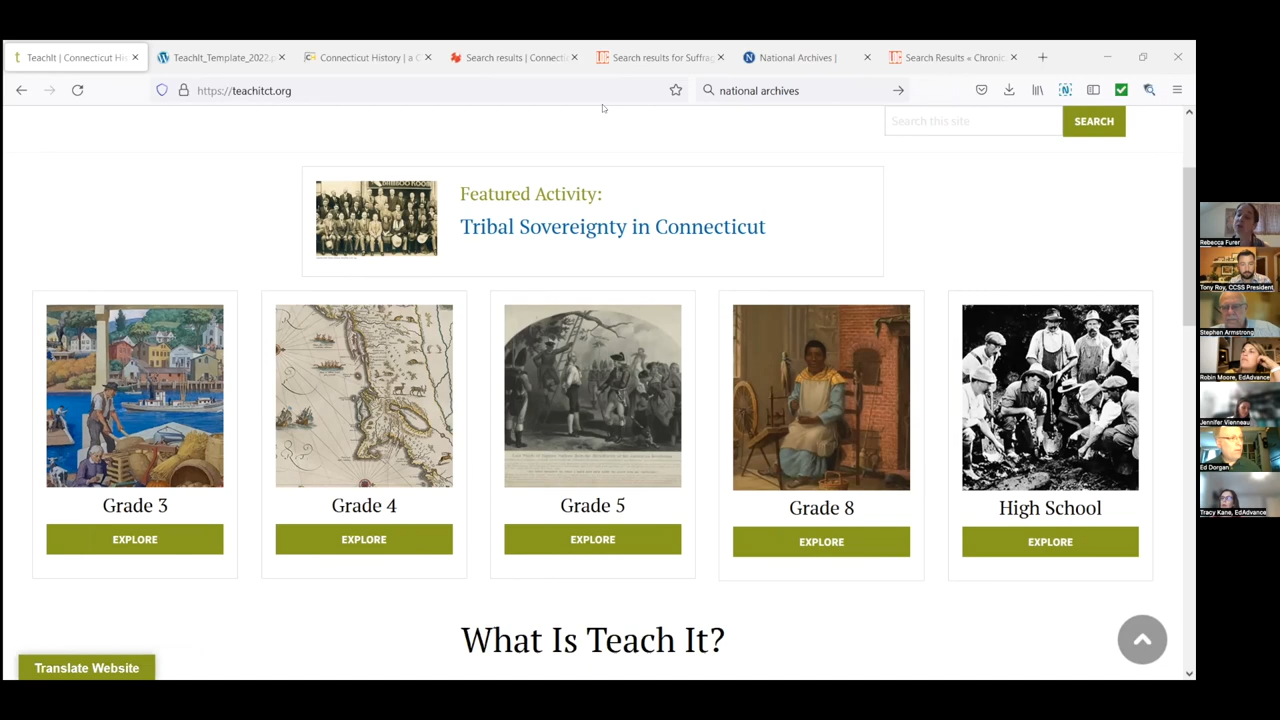 TeachIt | Connecticut His
TeachIt_Template_2022.p
Connecticut History | a C
Search results | Connectic
Search results for Suffrag
National Archives |
Search Results « Chronic
https://teachitct.org
national archives
Search this site
SEARCH
Featured Activity:
Tribal Sovereignty in Connecticut
Grade 3
Grade 4
Grade 5
Grade 8
High School
EXPLORE
EXPLORE
EXPLORE
EXPLORE
EXPLORE
What Is Teach It?
Translate Website
Rebecca Furer
Tony Roy, CCSS President
Stephen Armstrong
Robin Moore, EdAdvance
Jennifer Vienneau
Ed Dorgan
Tracy Kane, EdAdvance